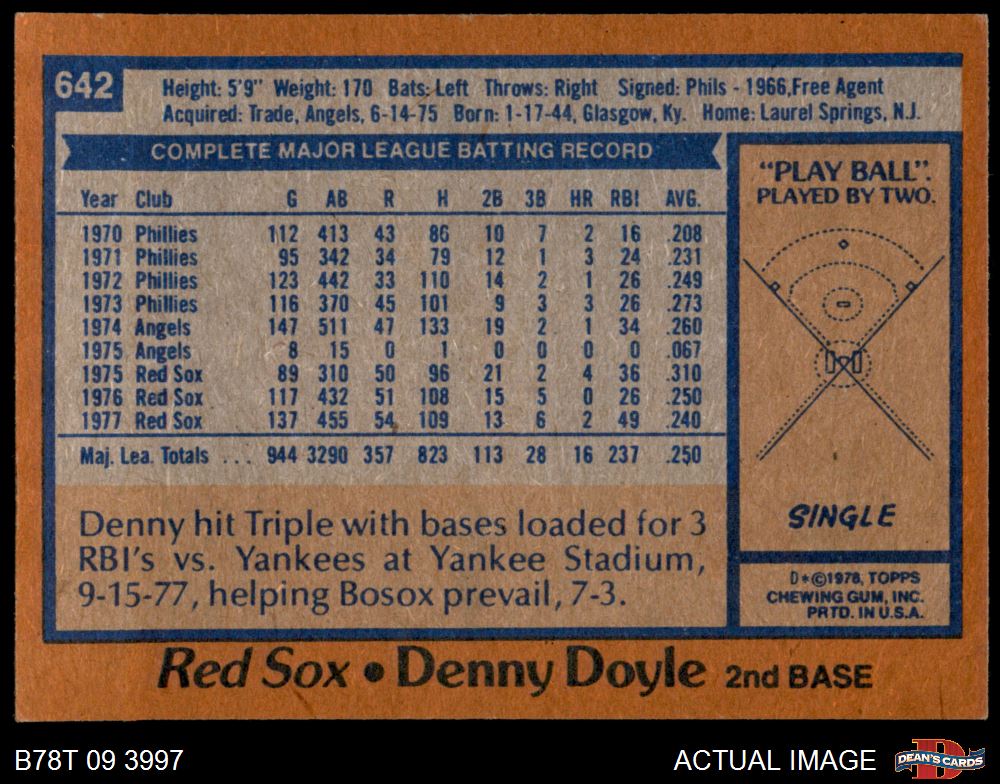 642
Height: 5'9" Weight: 170 Bats: Left Throws: Right Signed: Phils - 1966, Free Agent
Acquired: Trade, Angels, 6-14-75 Born: 1-17-44, Glasgow, Ky. Home: Laurel Springs, N.J.
COMPLETE MAJOR LEAGUE BATTING RECORD
Year Club G AB R H 2B 3B HR RBI AVG.
1970 Phillies 112 413 43 86 10 7 2 16 .208
1971 Phillies 95 342 34 79 12 1 3 24 .231
1972 Phillies 123 442 33 110 14 2 1 26 .249
1973 Phillies 116 370 45 101 9 3 3 26 .273
1974 Angels 147 511 47 133 19 2 1 34 .260
1975 Angels 8 15 0 1 0 0 0 0 .067
1975 Red Sox 89 310 50 96 21 2 4 36 .310
1976 Red Sox 117 432 51 108 15 5 0 26 .250
1977 Red Sox 137 455 54 109 13 6 2 49 .240
Maj. Lea. Totals ... 944 3290 357 823 113 28 16 237 .250
Denny hit Triple with bases loaded for 3
RBI's vs. Yankees at Yankee Stadium,
9-15-77, helping Bosox prevail, 7-3.
"PLAY BALL".
PLAYED BY TWO.
SINGLE
D*©1978, TOPPS
CHEWING GUM, INC.
PRTD. IN U.S.A.
Red Sox • Denny Doyle 2nd BASE
B78T 09 3997
ACTUAL IMAGE
DEAN'S CARDS